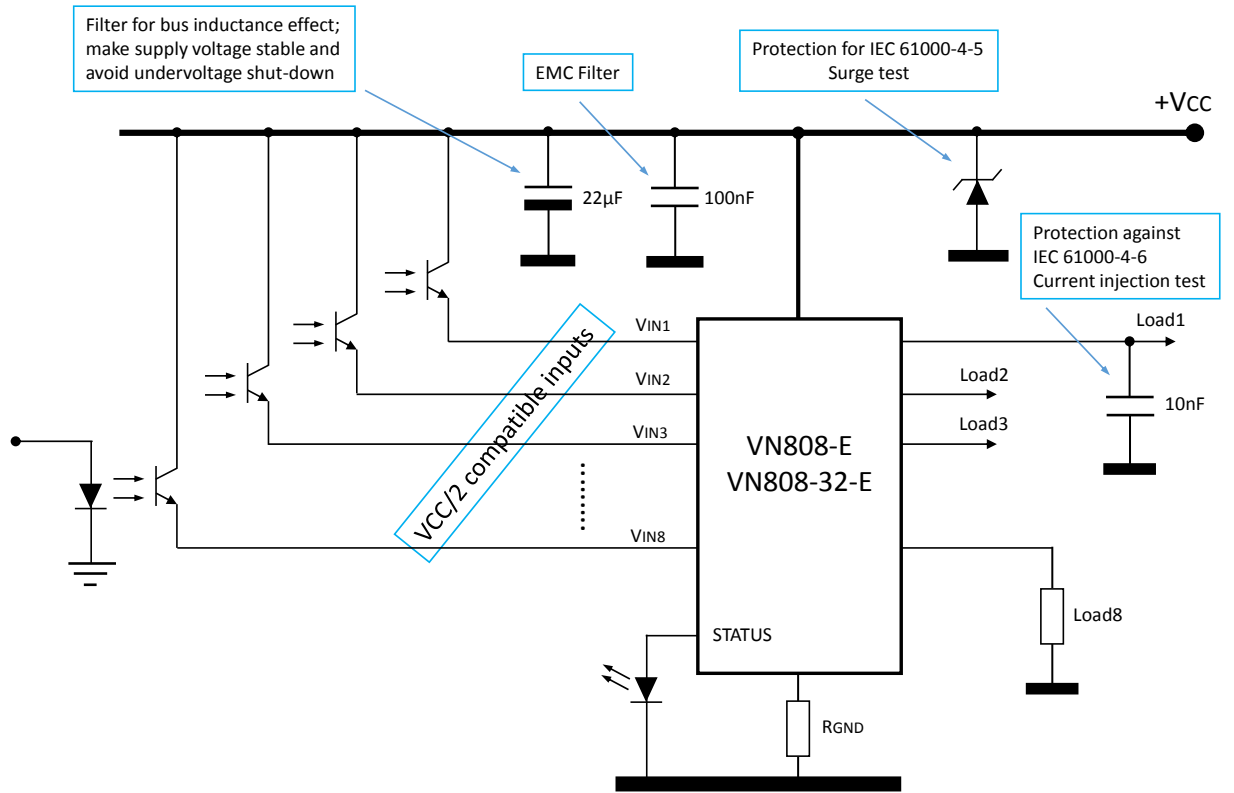 Filter for bus inductance effect;
make supply voltage stable and
avoid undervoltage shut-down
EMC Filter
Protection for IEC 61000-4-5
Surge test
+VCC
22µF
100nF
Protection against
IEC 61000-4-6
Current injection test
VIN1
Load1
VIN2
Load2
VIN3
Load3
10nF
VCC/2 compatible inputs
VN808-E
VN808-32-E
VIN8
Load8
STATUS
RGND